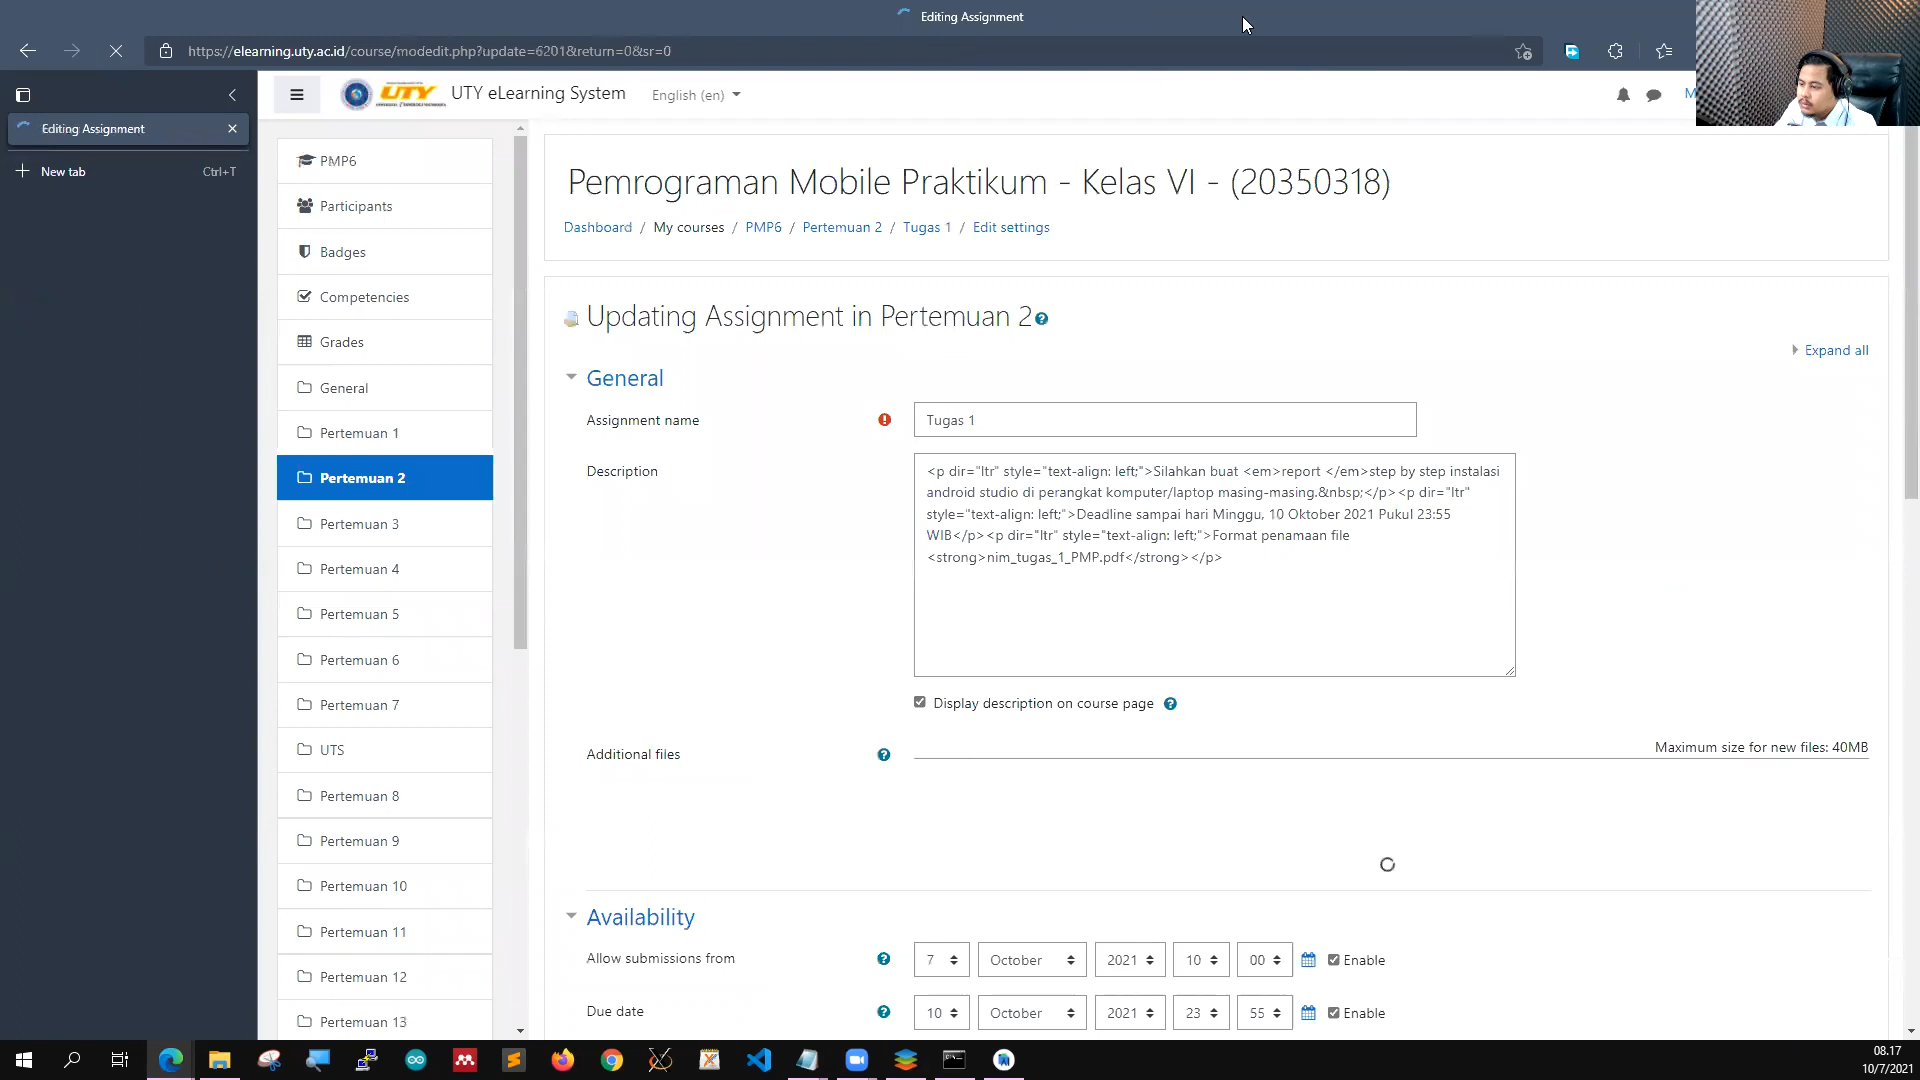 Editing Assignment
https://elearning.uty.ac.id/course/modedit.php?update=6201&return=0&sr=0
Editing Assignment
New tab Ctrl+T
UTY
UTY eLearning System
English (en)
M
PMP6
Participants
Badges
Competencies
Grades
General
Pertemuan 1
Pertemuan 2
Pertemuan 3
Pertemuan 4
Pertemuan 5
Pertemuan 6
Pertemuan 7
UTS
Pertemuan 8
Pertemuan 9
Pertemuan 10
Pertemuan 11
Pertemuan 12
Pertemuan 13
Pemrograman Mobile Praktikum - Kelas VI - (20350318)
Dashboard / My courses / PMP6 / Pertemuan 2 / Tugas 1 / Edit settings
Updating Assignment in Pertemuan 2
Expand all
General
Assignment name
Tugas 1
Description
<p dir="ltr" style="text-align: left;">Silahkan buat <em>report </em>step by step instalasi
android studio di perangkat komputer/laptop masing-masing.&nbsp;</p><p dir="ltr"
style="text-align: left;">Deadline sampai hari Minggu, 10 Oktober 2021 Pukul 23:55
WIB</p><p dir="ltr" style="text-align: left;">Format penamaan file
<strong>nim_tugas_1_PMP.pdf</strong></p>
Display description on course page
Additional files
Maximum size for new files: 40MB
Availability
Allow submissions from
7 October 2021 10 00 Enable
Due date
10 October 2021 23 55 Enable
08.17
10/7/2021